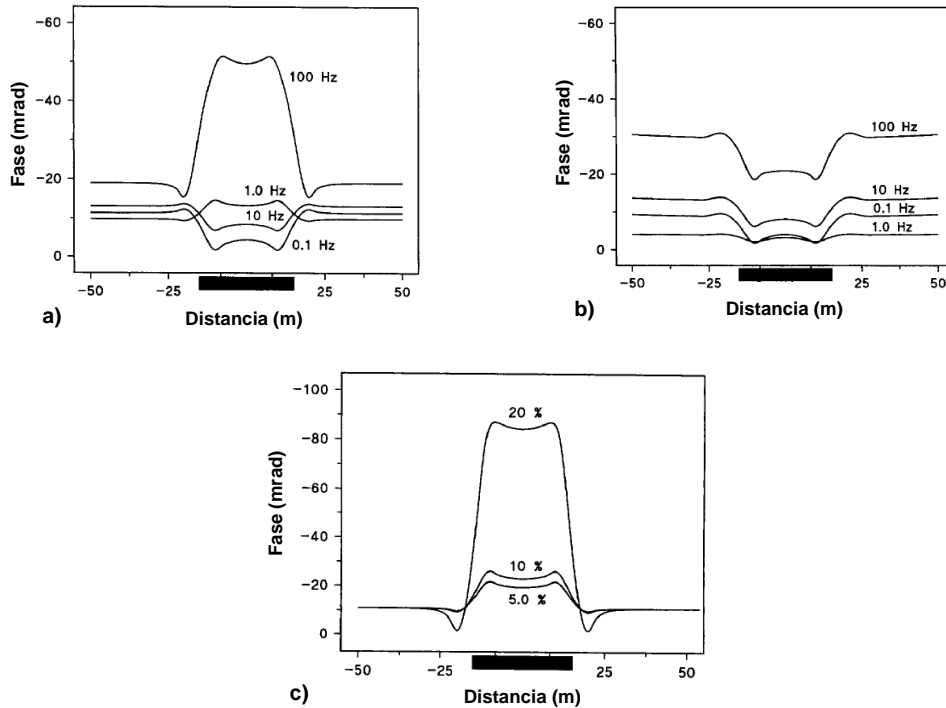 Fase (mrad)
-60
-40
-20
0
100 Hz
1.0 Hz
10 Hz
0.1 Hz
-50
-25
25
50
a)
Distancia (m)
Fase (mrad)
-60
-40
-20
0
100 Hz
10 Hz
0.1 Hz
1.0 Hz
-50
-25
25
50
b)
Distancia (m)
Fase (mrad)
-100
-80
-60
-40
-20
0
20 %
10 %
5.0 %
-50
-25
25
50
c)
Distancia (m)